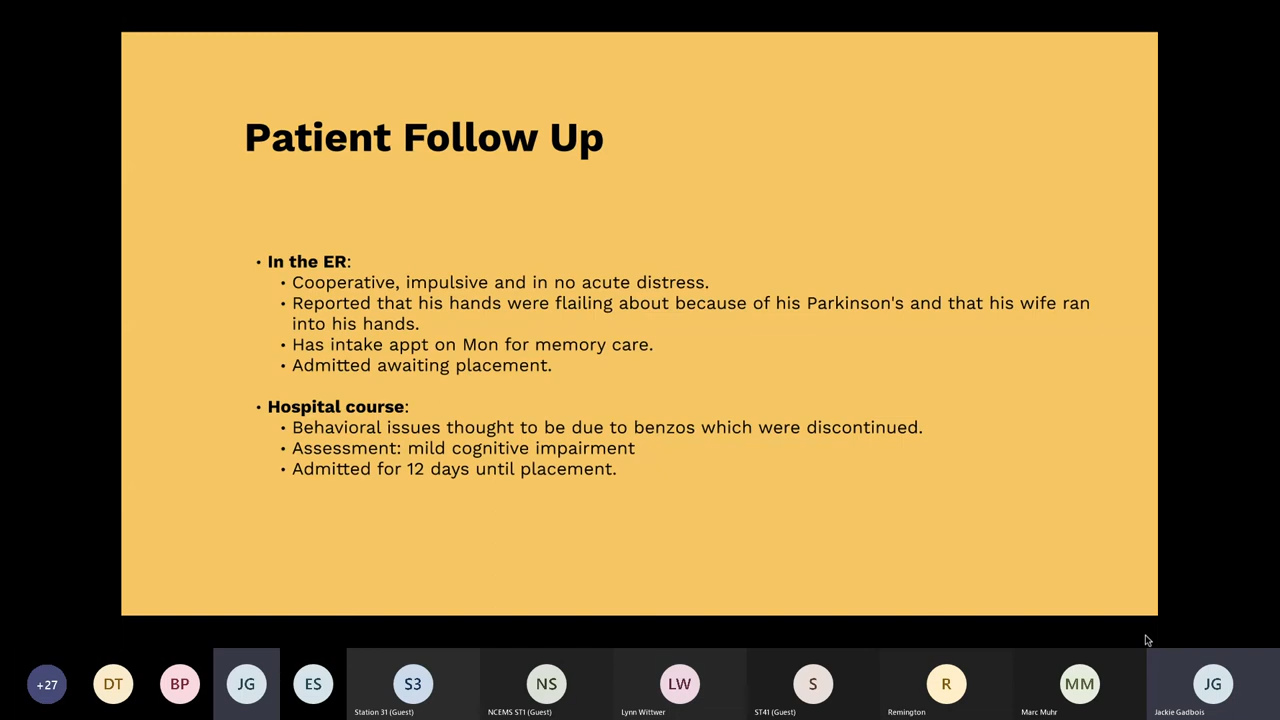 Patient Follow Up
• In the ER:
• Cooperative, impulsive and in no acute distress.
• Reported that his hands were flailing about because of his Parkinson's and that his wife ran
into his hands.
• Has intake appt on Mon for memory care.
• Admitted awaiting placement.
• Hospital course:
• Behavioral issues thought to be due to benzos which were discontinued.
• Assessment: mild cognitive impairment
• Admitted for 12 days until placement.
+27 DT BP JG ES S3 NS LW S R MM JG
Station 31 (Guest) NCEMS ST1 (Guest) Lynn Wittwer ST41 (Guest) Remington Marc Muhr Jackie Gadbois